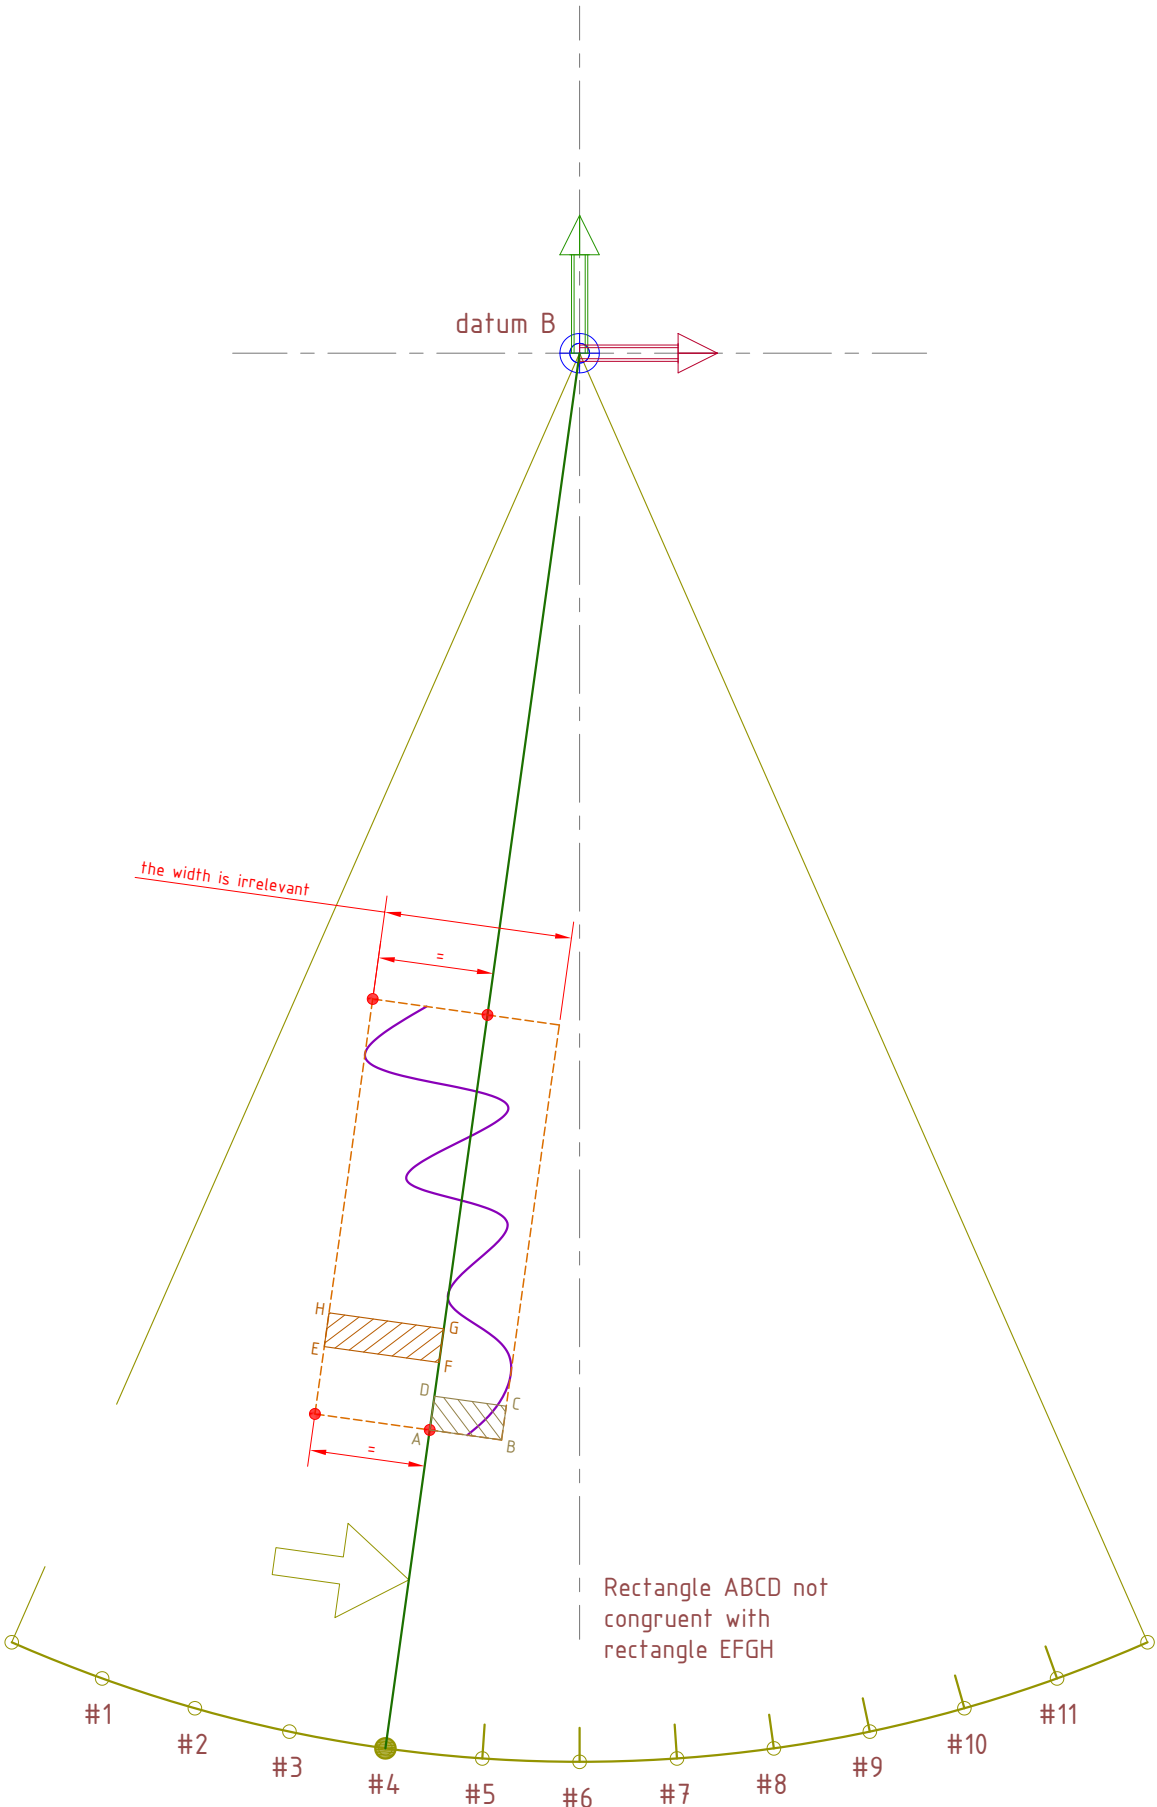 datum B
the width is irrelevant
=
H
G
E
F
D
C
A
B
=
Rectangle ABCD not
congruent with
rectangle EFGH
#1
#2
#3
#4
#5
#6
#7
#8
#9
#10
#11